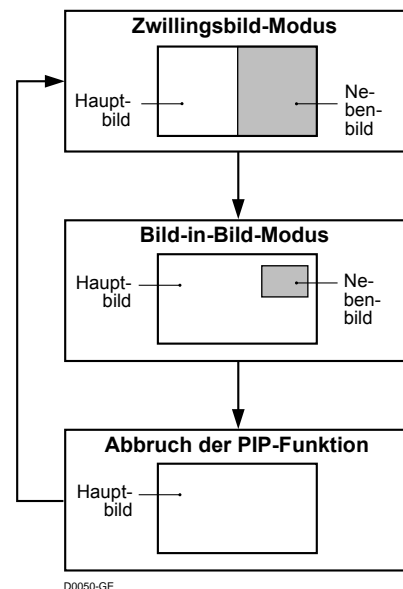 Zwillingsbild-Modus
Haupt-
bild
Ne-
ben-
bild
Bild-in-Bild-Modus
Haupt-
bild
Ne-
ben-
bild
Abbruch der PIP-Funktion
Haupt-
bild
D0050-GE